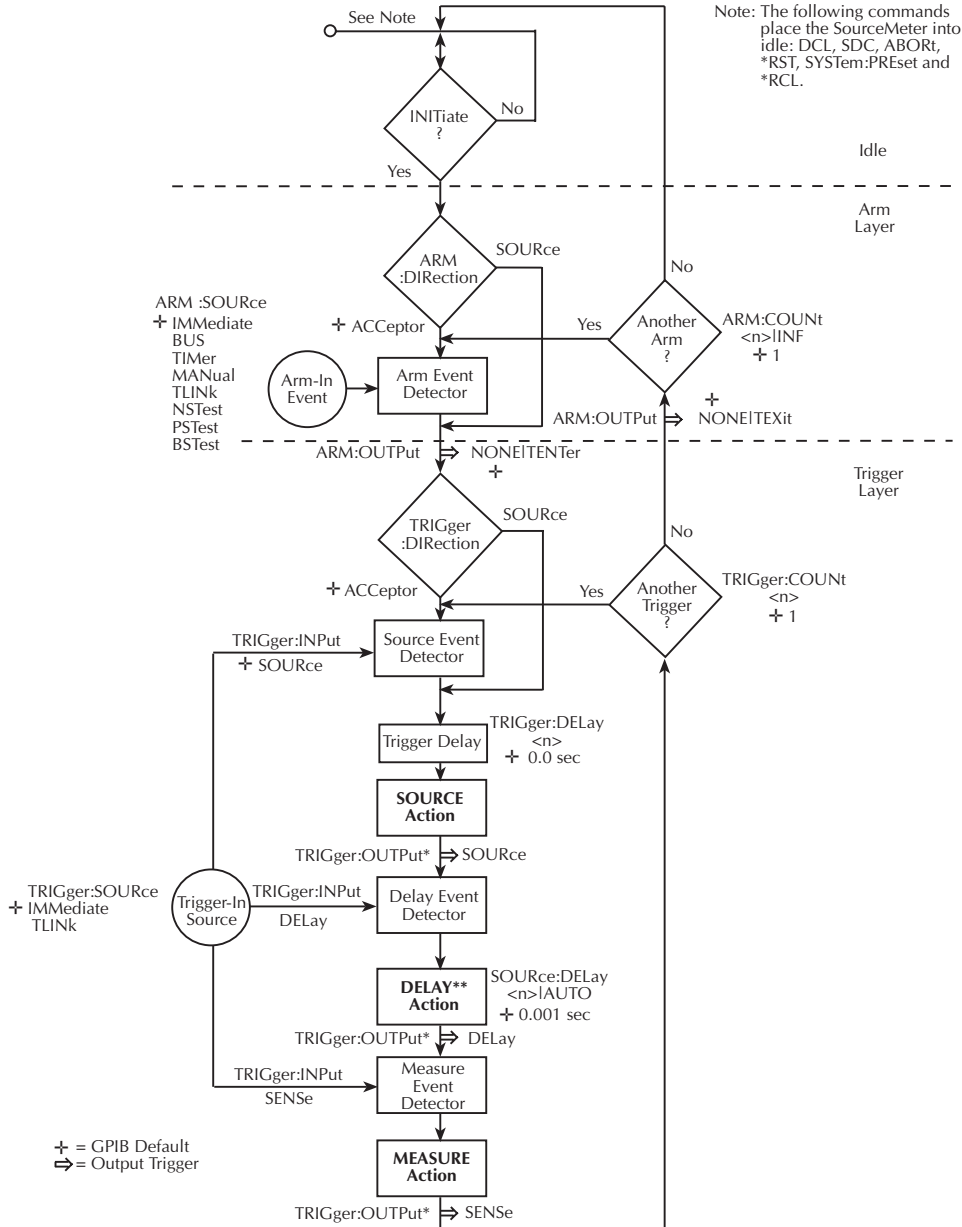 See Note
Note: The following commands
place the SourceMeter into
idle: DCL, SDC, ABORt,
*RST, SYSTem:PREset and
*RCL.
INITiate
?
No
Yes
Idle
Arm
Layer
ARM
:DIRection
SOURce
No
ARM :SOURce
✛ IMMediate
BUS
TIMer
MANual
TLINk
NSTest
PSTest
BSTest
✛ ACCeptor
Yes
Another
Arm
?
ARM:COUNt
<n>|INF
✛ 1
Arm-In
Event
Arm Event
Detector
✛
ARM:OUTPut ⇨ NONE|TEXit
ARM:OUTPut ⇨ NONE|TENTer
✛
Trigger
Layer
TRIGger
:DIRection
SOURce
No
✛ ACCeptor
Yes
Another
Trigger
?
TRIGger:COUNt
<n>
✛ 1
TRIGger:INPut
✛ SOURce
Source Event
Detector
Trigger Delay
TRIGger:DELay
<n>
✛ 0.0 sec
SOURCE
Action
TRIGger:OUTPut* ⇨ SOURce
TRIGger:SOURce
✛ IMMediate
TLINk
Trigger-In
Source
TRIGger:INPut
DELay
Delay Event
Detector
DELAY**
Action
SOURce:DELay
<n>|AUTO
✛ 0.001 sec
TRIGger:OUTPut* ⇨ DELay
TRIGger:INPut
SENSe
Measure
Event
Detector
✛ = GPIB Default
⇨ = Output Trigger
MEASURE
Action
TRIGger:OUTPut* ⇨ SENSe